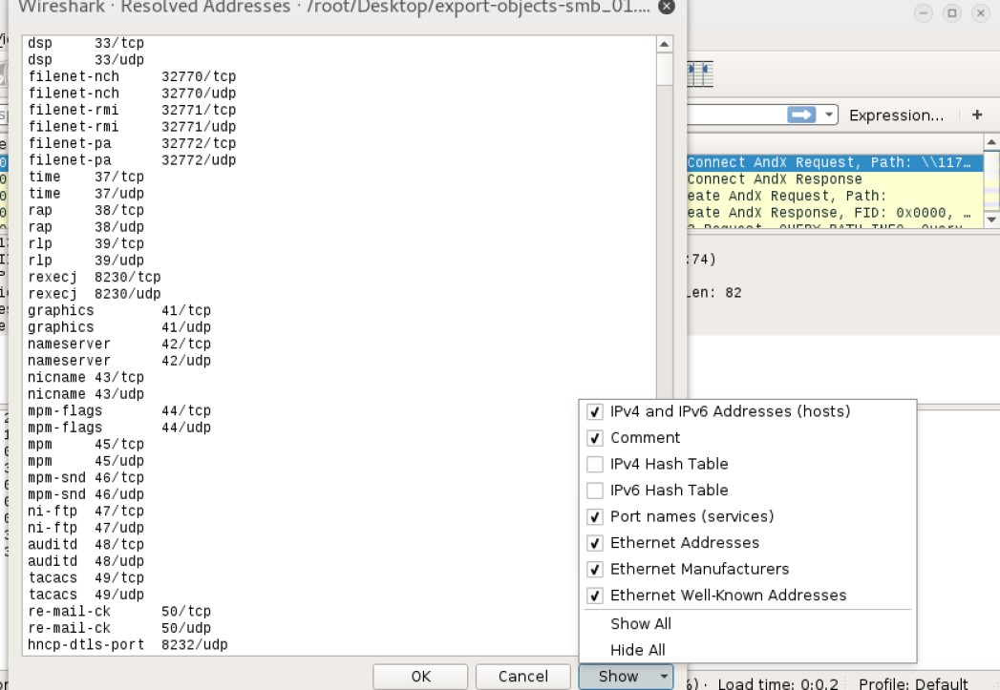 Wireshark · Resolved Addresses · /root/Desktop/export-objects-smb_01....
dsp 33/tcp
dsp 33/udp
filenet-nch 32770/tcp
filenet-nch 32770/udp
filenet-rmi 32771/tcp
filenet-rmi 32771/udp
filenet-pa 32772/tcp
filenet-pa 32772/udp
time 37/tcp
time 37/udp
rap 38/tcp
rap 38/udp
rlp 39/tcp
rlp 39/udp
rexecj 8230/tcp
rexecj 8230/udp
graphics 41/tcp
graphics 41/udp
nameserver 42/tcp
nameserver 42/udp
nicname 43/tcp
nicname 43/udp
mpm-flags 44/tcp
mpm-flags 44/udp
mpm 45/tcp
mpm 45/udp
mpm-snd 46/tcp
mpm-snd 46/udp
ni-ftp 47/tcp
ni-ftp 47/udp
auditd 48/tcp
auditd 48/udp
tacacs 49/tcp
tacacs 49/udp
re-mail-ck 50/tcp
re-mail-ck 50/udp
hncp-dtls-port 8232/udp
OK Cancel Show
IPv4 and IPv6 Addresses (hosts)
Comment
IPv4 Hash Table
IPv6 Hash Table
Port names (services)
Ethernet Addresses
Ethernet Manufacturers
Ethernet Well-Known Addresses
Show All
Hide All
Expression... +
Connect AndX Request, Path: \\117…
Connect AndX Response
eate AndX Request, Path:
eate AndX Response, FID: 0x0000, …
:74)
Len: 82
%) · Load time: 0:0.2 Profile: Default